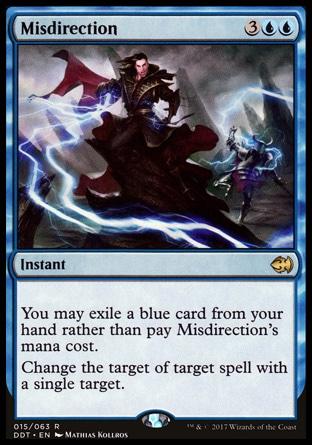 Misdirection 3
Instant
You may exile a blue card from your
hand rather than pay Misdirection's
mana cost.
Change the target of target spell with
a single target.
015/063 R
DDT • EN Mathias Kollros
™ & © 2017 Wizards of the Coast